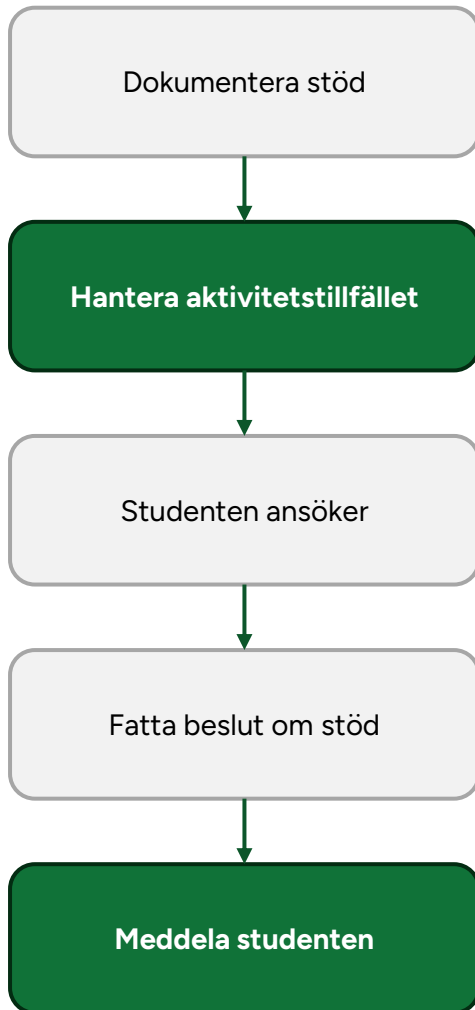 Dokumentera stöd
Hantera aktivitetstillfället
Studenten ansöker
Fatta beslut om stöd
Meddela studenten